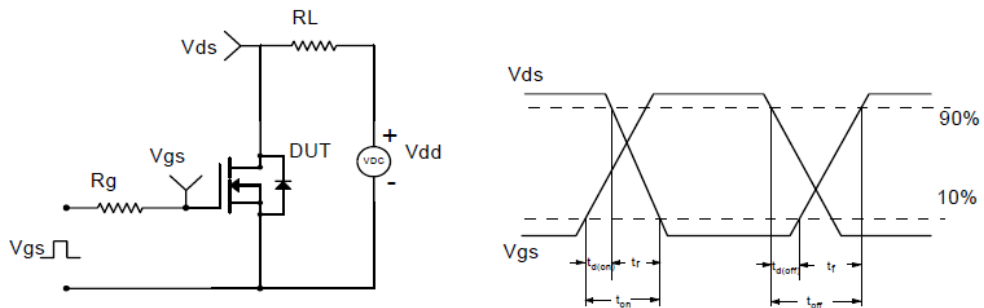 RL
Vds
Vgs
DUT
+
VDC
Vdd
-
Rg
Vgs
Vds
90%
10%
Vgs
td(on)
tr
td(off)
tf
ton
toff